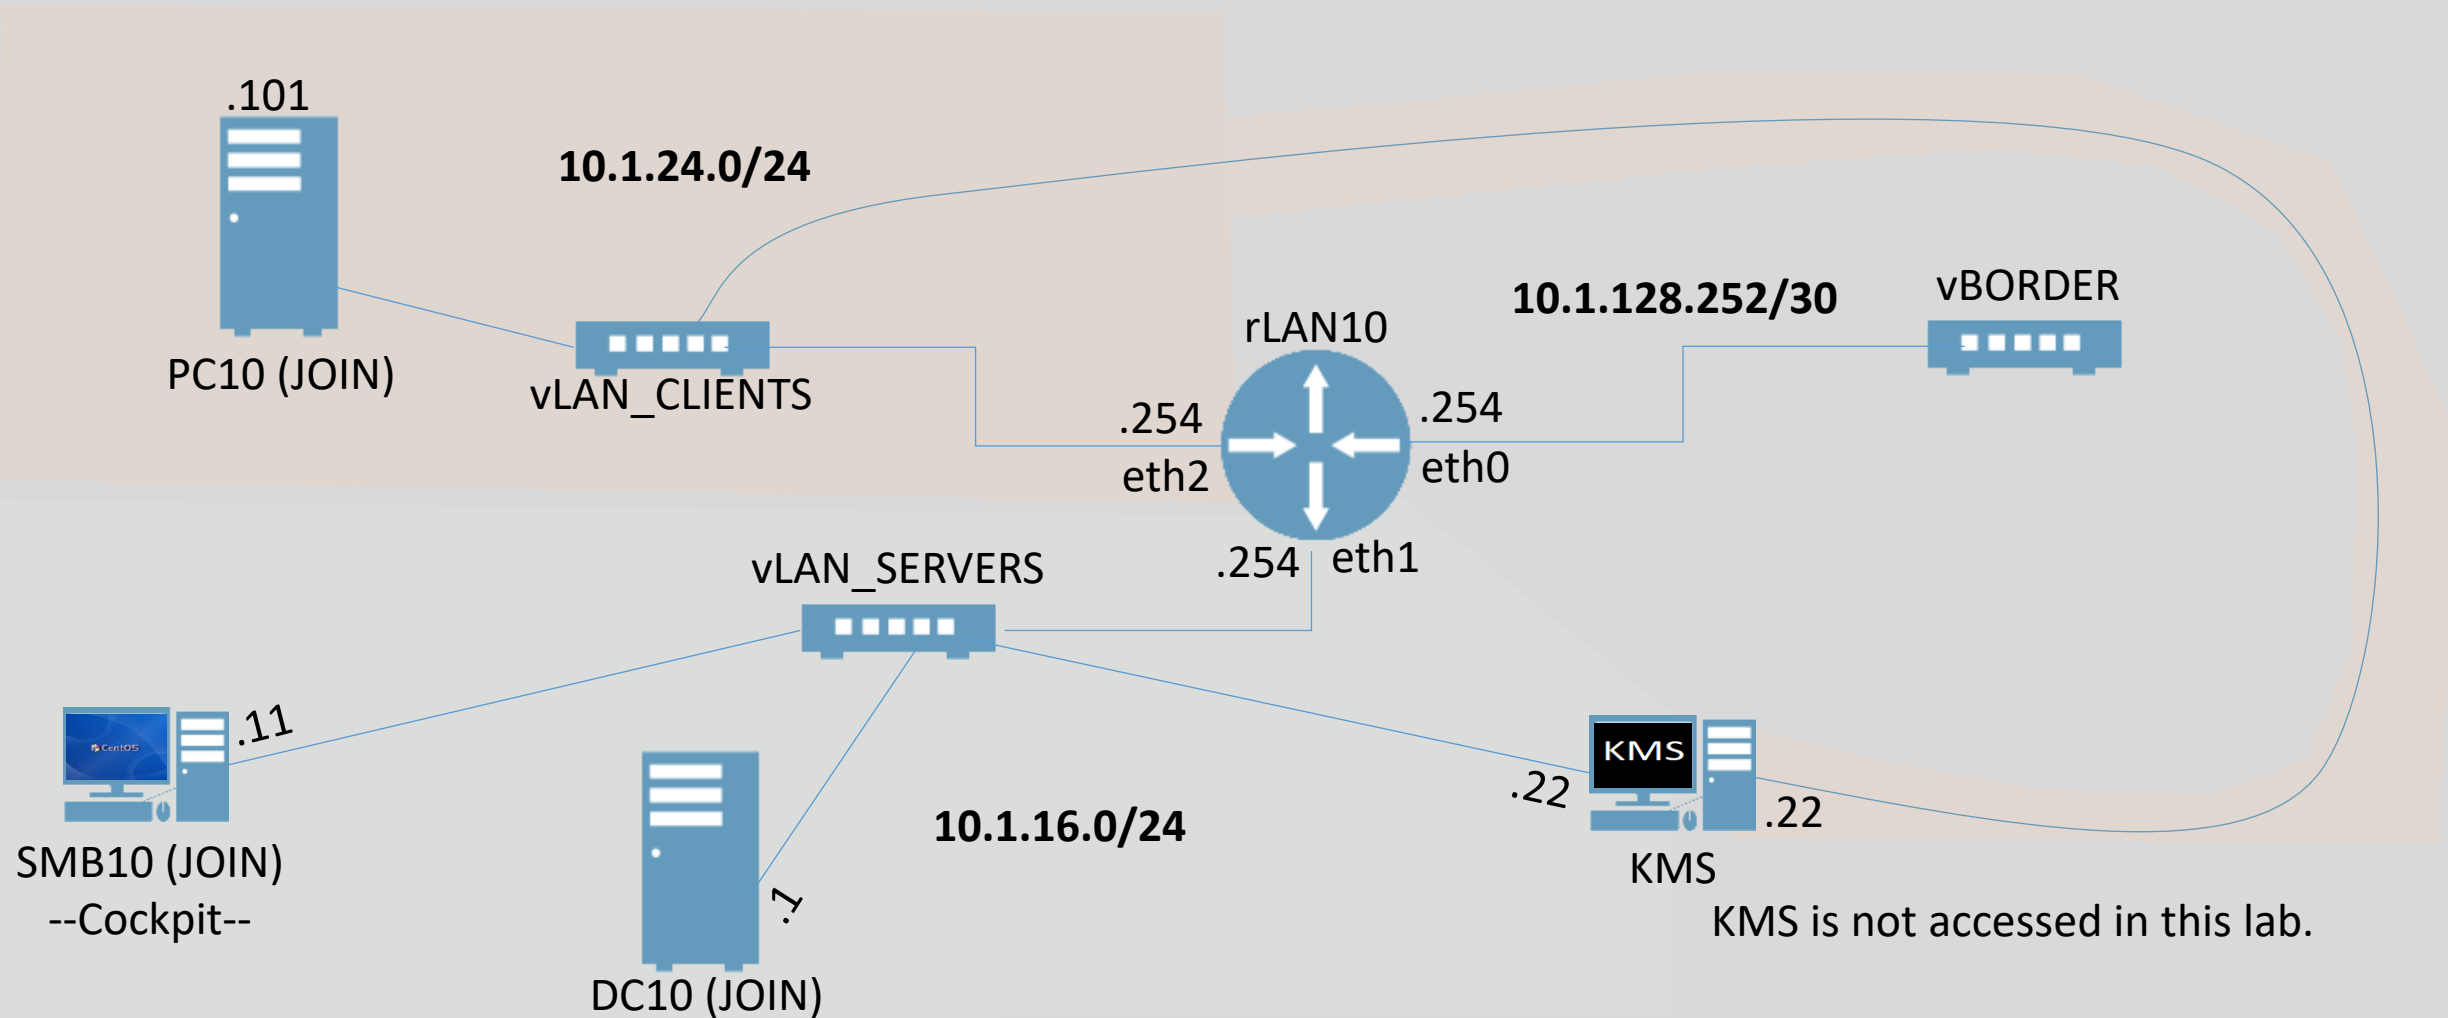 .101
10.1.24.0/24
PC10 (JOIN)
vLAN_CLIENTS
rLAN10
10.1.128.252/30
vBORDER
.254
eth2
.254
eth0
.254
eth1
vLAN_SERVERS
CentOS
.11
SMB10 (JOIN)
--Cockpit--
.1
DC10 (JOIN)
10.1.16.0/24
KMS
.22
.22
KMS
KMS is not accessed in this lab.